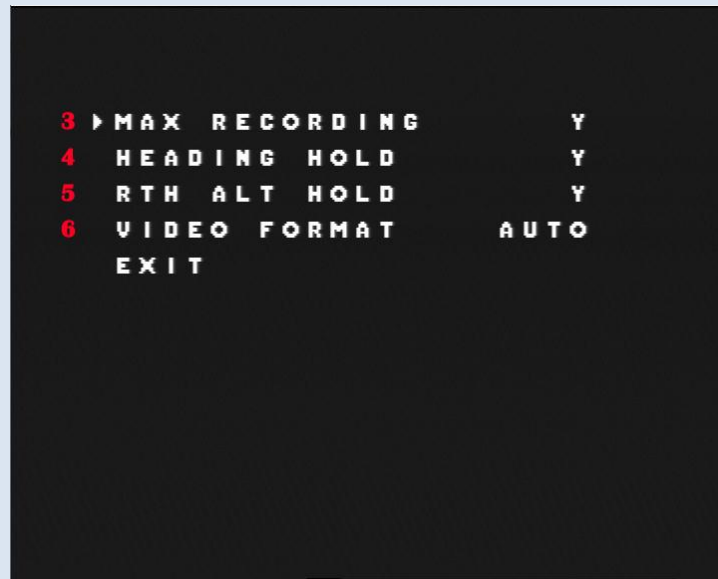 3 MAX RECORDING Y
4 HEADING HOLD Y
5 RTH ALT HOLD Y
6 VIDEO FORMAT AUTO
EXIT